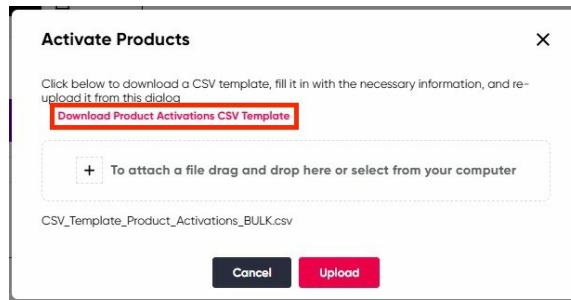 Activate Products
Click below to download a CSV template, fill it in with the necessary information, and re-
upload it from this dialog
Download Product Activations CSV Template
+ To attach a file drag and drop here or select from your computer
CSV_Template_Product_Activations_BULK.csv
Cancel Upload